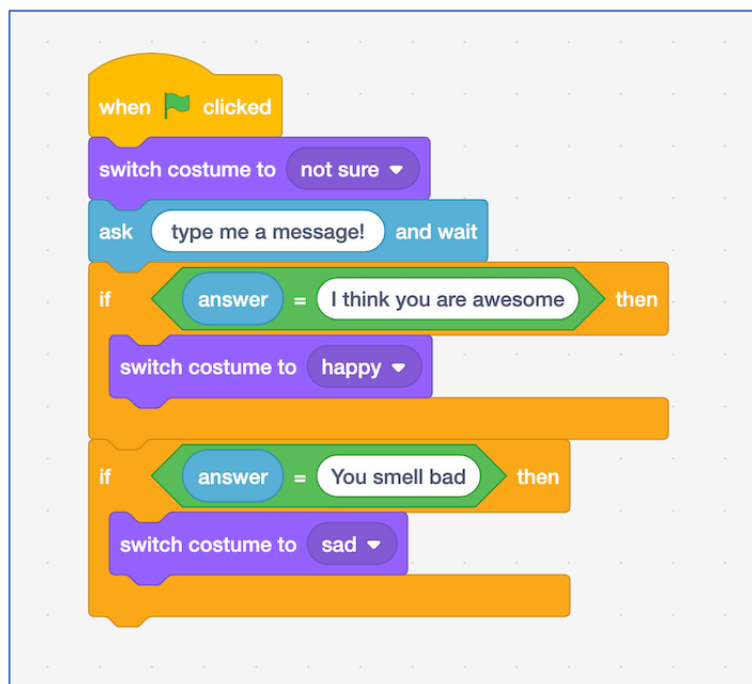 when clicked
switch costume to not sure
ask type me a message! and wait
if answer = I think you are awesome then
switch costume to happy
if answer = You smell bad then
switch costume to sad